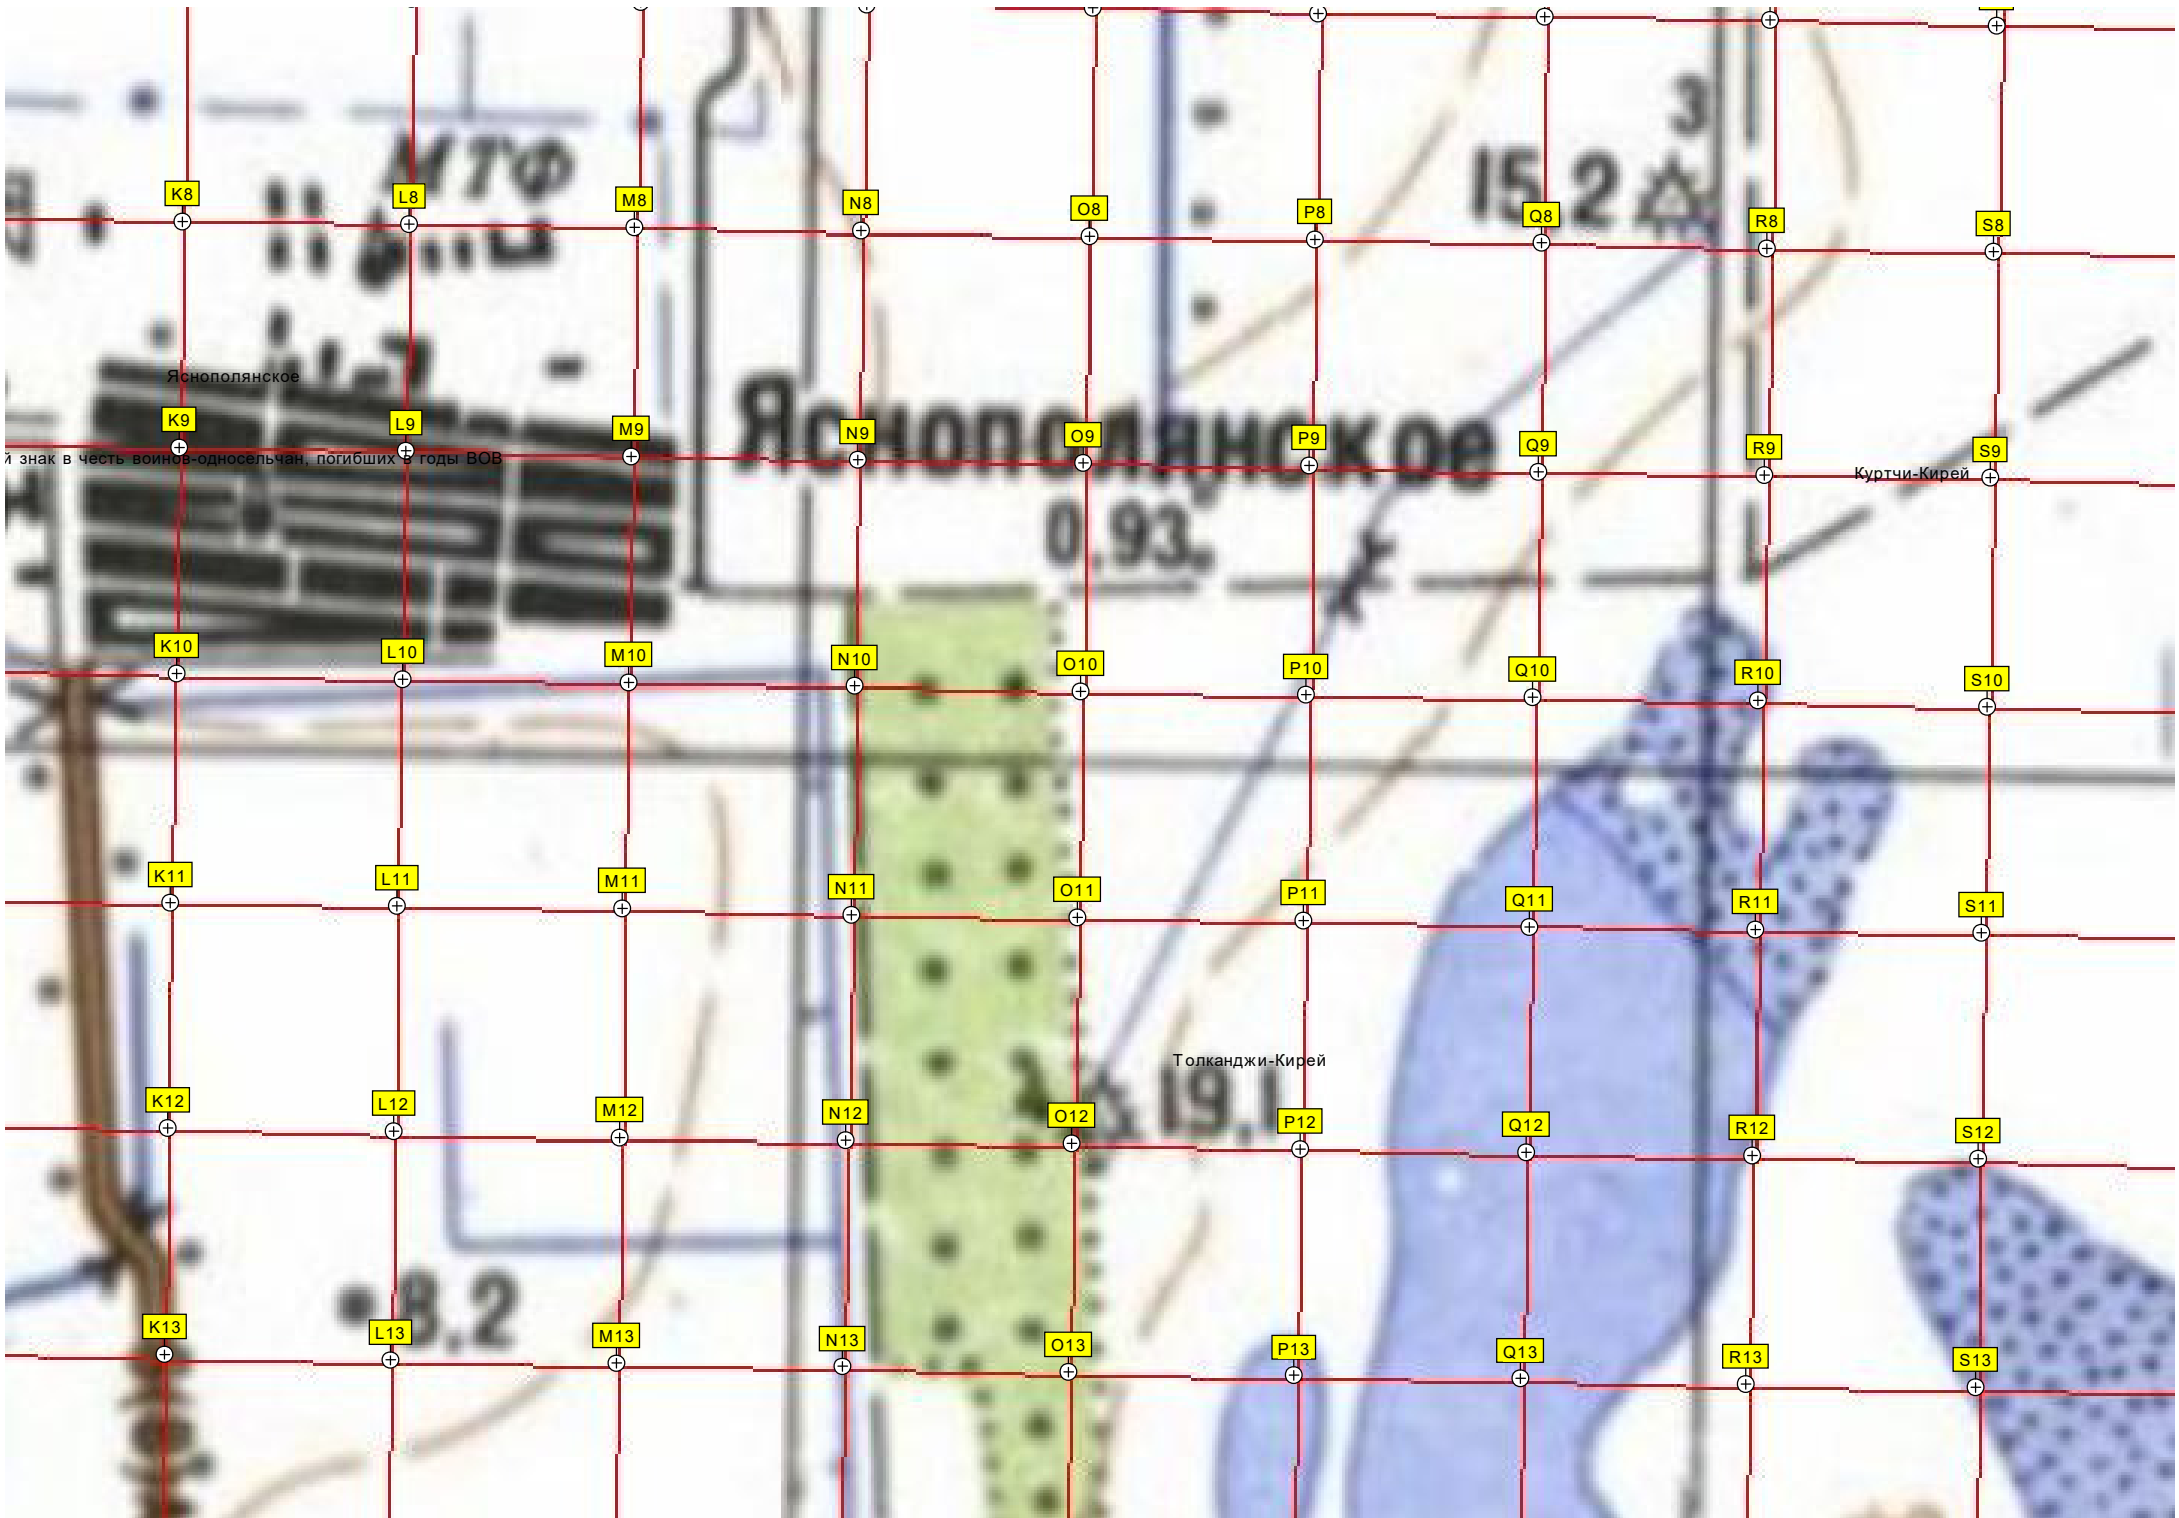 3
МТФ
15.2
K8 L8 M8 N8 O8 P8 Q8 R8 S8
Яснополянское
Яснополянское
K9 L9 M9 N9 O9 P9 Q9 R9 S9
й знак в честь воинов-односельчан, погибших в годы ВОВ
Куртчи-Кирей
0.93
K10 L10 M10 N10 O10 P10 Q10 R10 S10
K11 L11 M11 N11 O11 P11 Q11 R11 S11
Толканджи-Кирей
19,1
K12 L12 M12 N12 O12 P12 Q12 R12 S12
8.2
K13 L13 M13 N13 O13 P13 Q13 R13 S13